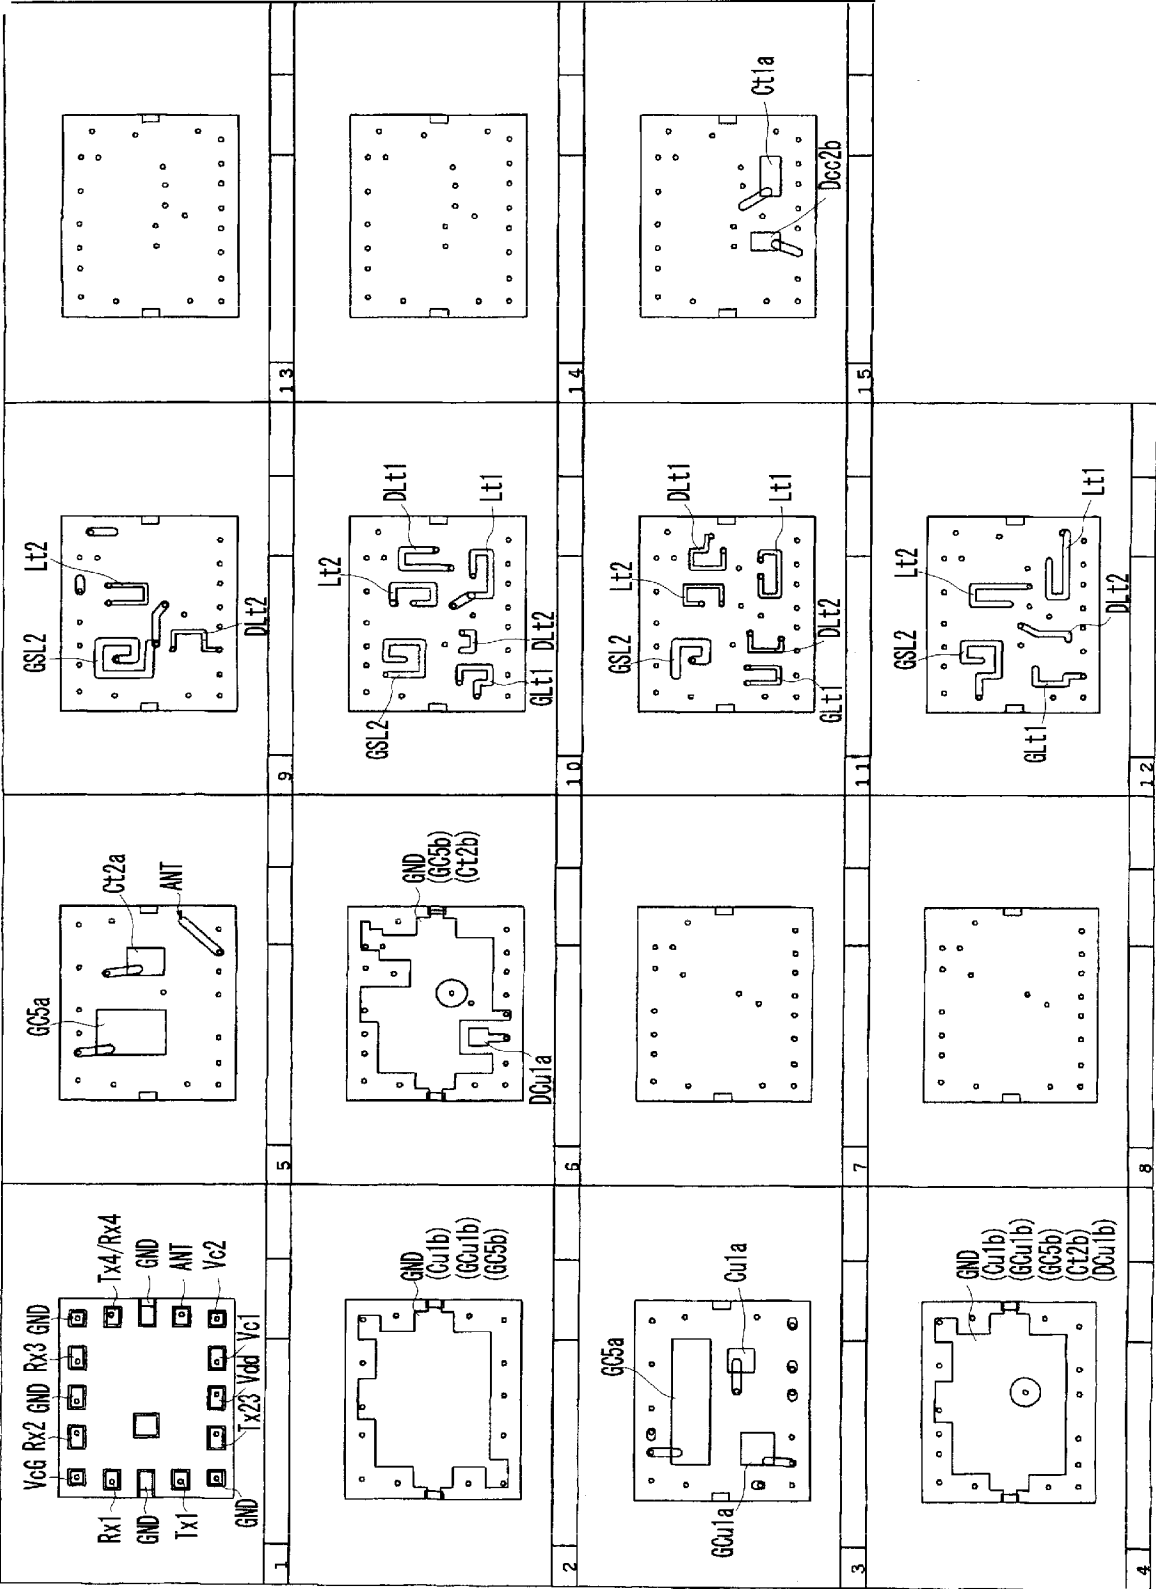 VcG Rx2 GND Rx3 GND
Tx4/Rx4
GND
ANT
Vc2
Rx1
GND
Tx1
GND
Tx23 Vdd Vc1
1
GND
(Cu1b)
(GCu1b)
(GC5b)
2
GC5a
Cu1a
GCu1a
3
GND
(Cu1b)
(GCu1b)
(GC5b)
(Ct2b)
(DCu1b)
4
GC5a
Ct2a
ANT
5
GND
(GC5b)
(Ct2b)
DCu1a
6
7
8
GSL2
Lt2
DLt2
9
GSL2
Lt2
DLt1
Lt1
DLt2
GLt1
10
GSL2
Lt2
DLt1
Lt1
DLt2
GLt1
11
GSL2
Lt2
Lt1
DLt2
GLt1
12
13
14
Ct1a
Dcc2b
15